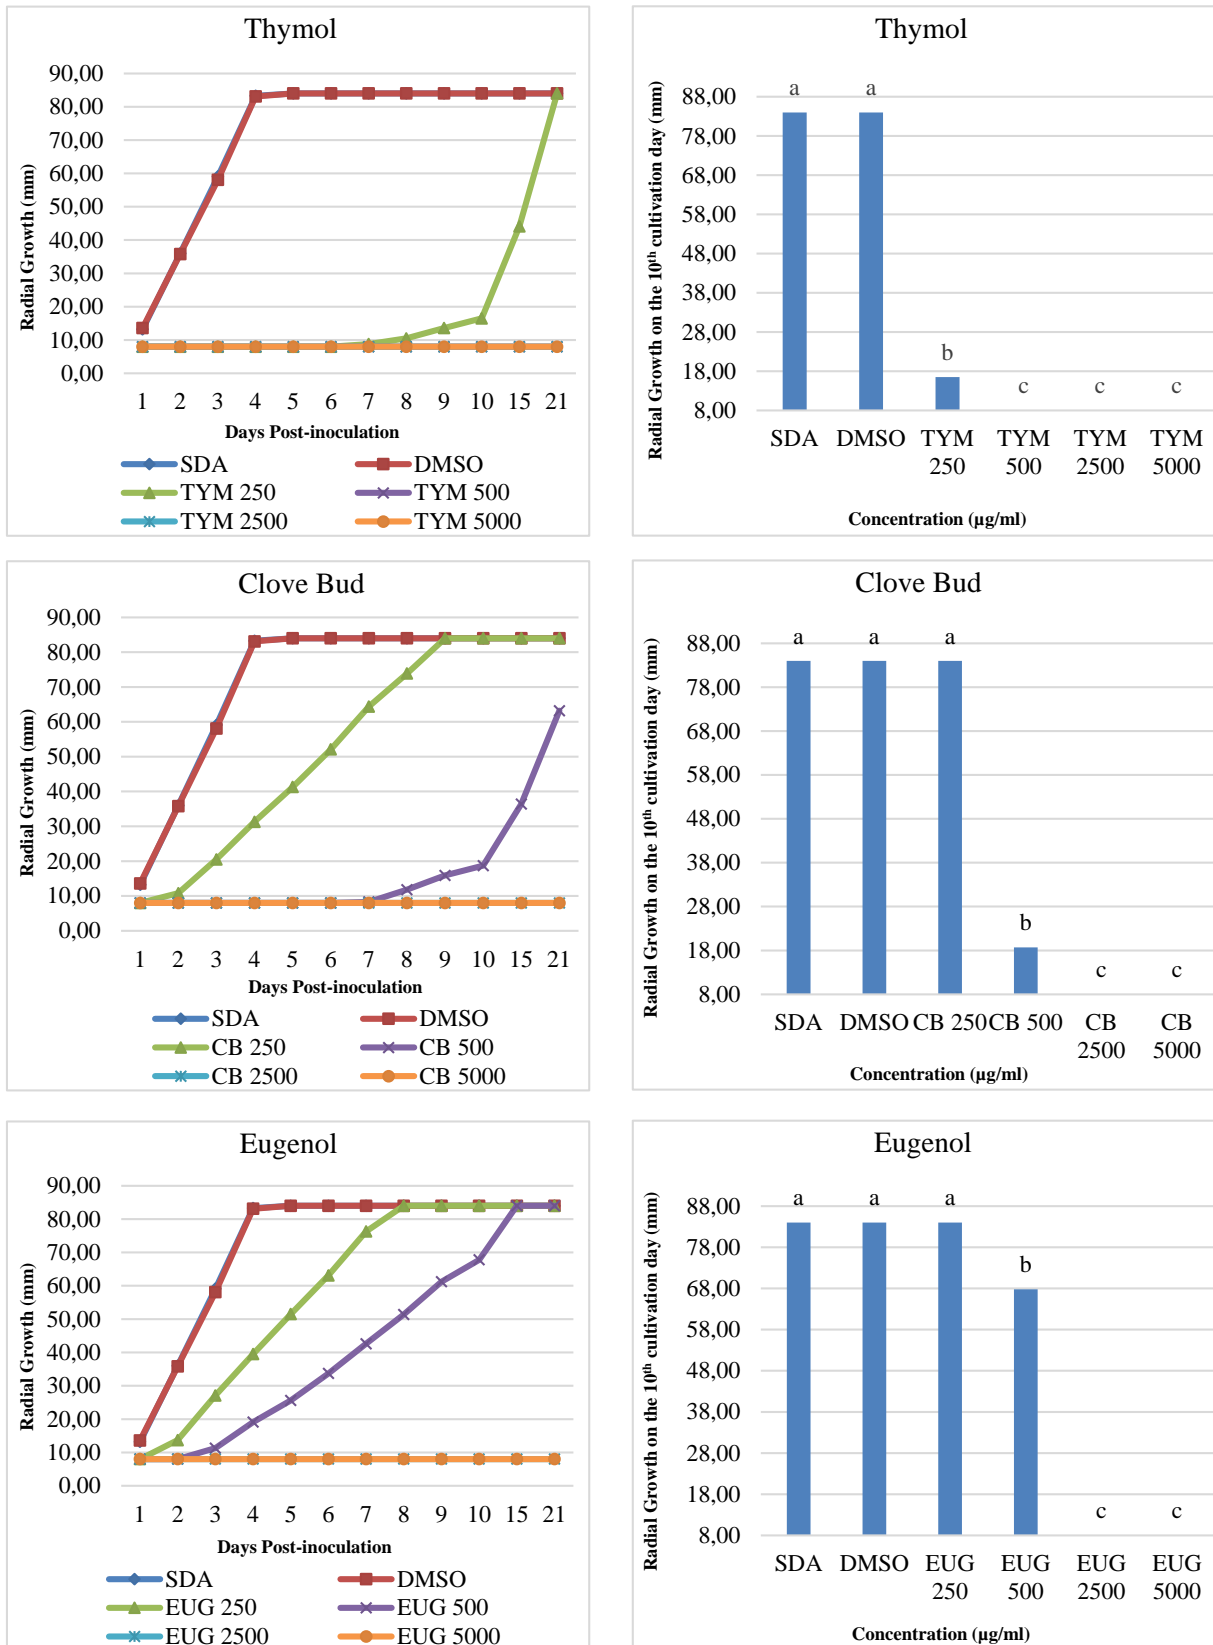 Thymol
90,00
80,00
70,00
60,00
50,00
40,00
30,00
20,00
10,00
0,00
Radial Growth (mm)
1 2 3 4 5 6 7 8 9 10 15 21
Days Post-inoculation
SDA DMSO
TYM 250 TYM 500
TYM 2500 TYM 5000
Thymol
88,00
78,00
68,00
58,00
48,00
38,00
28,00
18,00
8,00
Radial Growth on the 10th cultivation day (mm)
a a b c c c
SDA DMSO TYM TYM TYM TYM
250 500 2500 5000
Concentration (µg/ml)
Clove Bud
90,00
80,00
70,00
60,00
50,00
40,00
30,00
20,00
10,00
0,00
Radial Growth (mm)
1 2 3 4 5 6 7 8 9 10 15 21
Days Post-inoculation
SDA DMSO
CB 250 CB 500
CB 2500 CB 5000
Clove Bud
88,00
78,00
68,00
58,00
48,00
38,00
28,00
18,00
8,00
Radial Growth on the 10th cultivation day (mm)
a a a b c c
SDA DMSO CB 250 CB 500 CB CB
2500 5000
Concentration (µg/ml)
Eugenol
90,00
80,00
70,00
60,00
50,00
40,00
30,00
20,00
10,00
0,00
Radial Growth (mm)
1 2 3 4 5 6 7 8 9 10 15 21
Days Post-inoculation
SDA DMSO
EUG 250 EUG 500
EUG 2500 EUG 5000
Eugenol
88,00
78,00
68,00
58,00
48,00
38,00
28,00
18,00
8,00
Radial Growth on the 10th cultivation day (mm)
a a a b c c
SDA DMSO EUG EUG EUG EUG
250 500 2500 5000
Concentration (µg/ml)